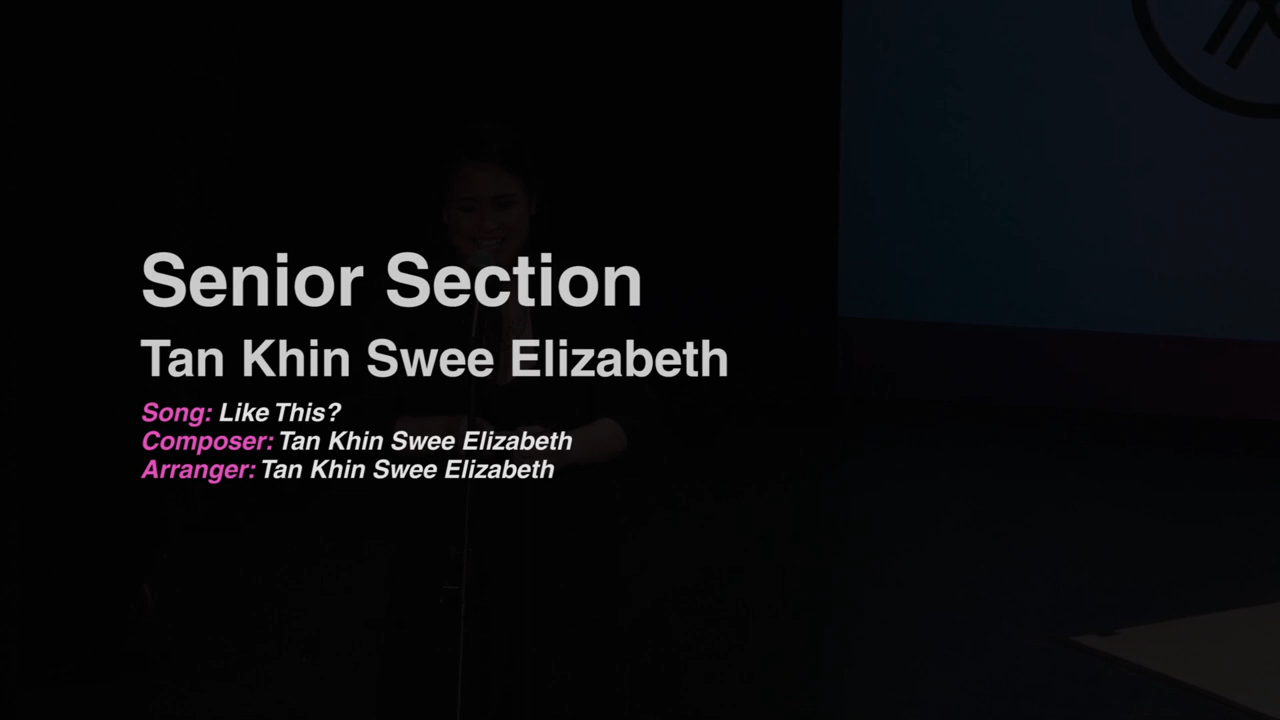 Senior Section
Tan Khin Swee Elizabeth
Song: Like This?
Composer: Tan Khin Swee Elizabeth
Arranger: Tan Khin Swee Elizabeth